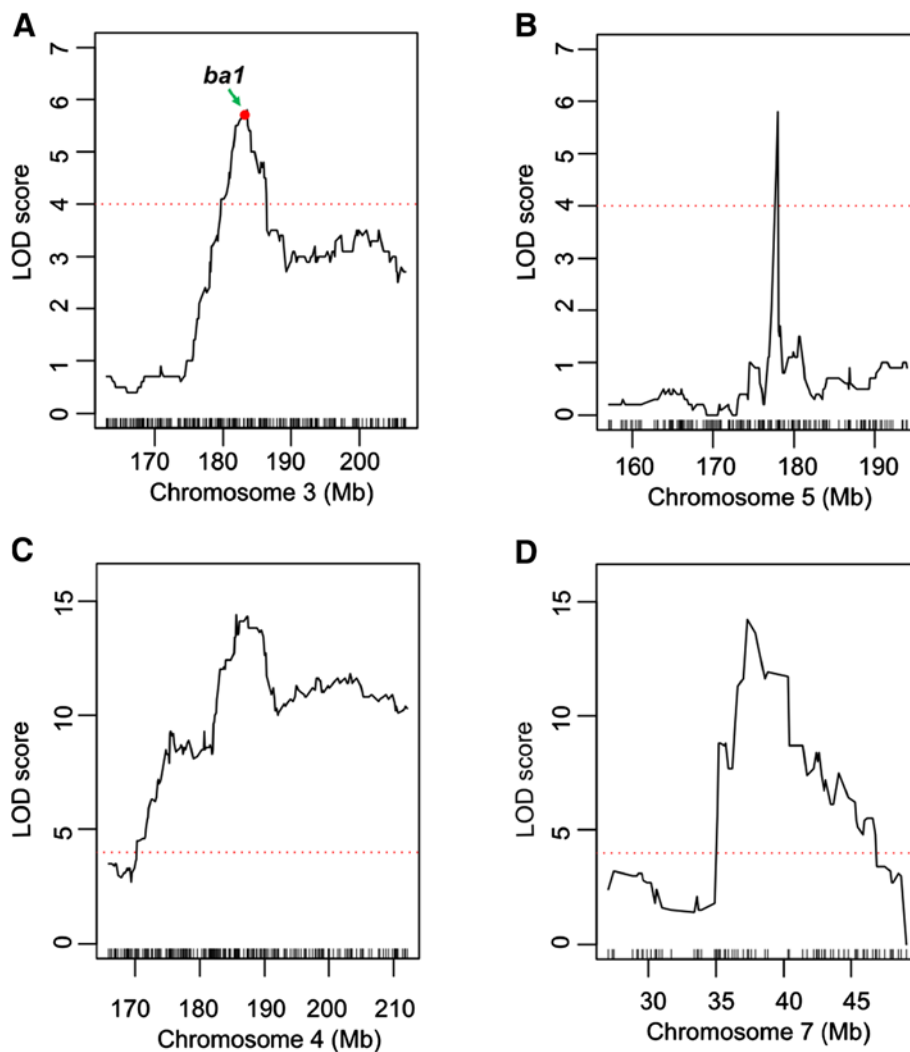 A
ba1
LOD score
0 1 2 3 4 5 6 7
170 180 190 200
Chromosome 3 (Mb)
B
LOD score
0 1 2 3 4 5 6 7
160 170 180 190
Chromosome 5 (Mb)
C
LOD score
0 5 10 15
170 180 190 200 210
Chromosome 4 (Mb)
D
LOD score
0 5 10 15
30 35 40 45
Chromosome 7 (Mb)